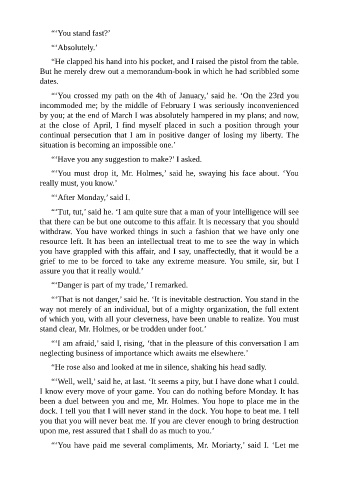 “‘You stand fast?’
“‘Absolutely.’
“He clapped his hand into his pocket, and I raised the pistol from the table.
But he merely drew out a memorandum-book in which he had scribbled some
dates.
“‘You crossed my path on the 4th of January,’ said he. ‘On the 23rd you
incommoded me; by the middle of February I was seriously inconvenienced
by you; at the end of March I was absolutely hampered in my plans; and now,
at the close of April, I find myself placed in such a position through your
continual persecution that I am in positive danger of losing my liberty. The
situation is becoming an impossible one.’
“‘Have you any suggestion to make?’ I asked.
“‘You must drop it, Mr. Holmes,’ said he, swaying his face about. ‘You
really must, you know.’
“‘After Monday,’ said I.
“‘Tut, tut,’ said he. ‘I am quite sure that a man of your intelligence will see
that there can be but one outcome to this affair. It is necessary that you should
withdraw. You have worked things in such a fashion that we have only one
resource left. It has been an intellectual treat to me to see the way in which
you have grappled with this affair, and I say, unaffectedly, that it would be a
grief to me to be forced to take any extreme measure. You smile, sir, but I
assure you that it really would.’
“‘Danger is part of my trade,’ I remarked.
“‘That is not danger,’ said he. ‘It is inevitable destruction. You stand in the
way not merely of an individual, but of a mighty organization, the full extent
of which you, with all your cleverness, have been unable to realize. You must
stand clear, Mr. Holmes, or be trodden under foot.’
“‘I am afraid,’ said I, rising, ‘that in the pleasure of this conversation I am
neglecting business of importance which awaits me elsewhere.’
“He rose also and looked at me in silence, shaking his head sadly.
“‘Well, well,’ said he, at last. ‘It seems a pity, but I have done what I could.
I know every move of your game. You can do nothing before Monday. It has
been a duel between you and me, Mr. Holmes. You hope to place me in the
dock. I tell you that I will never stand in the dock. You hope to beat me. I tell
you that you will never beat me. If you are clever enough to bring destruction
upon me, rest assured that I shall do as much to you.’
“‘You have paid me several compliments, Mr. Moriarty,’ said I. ‘Let me